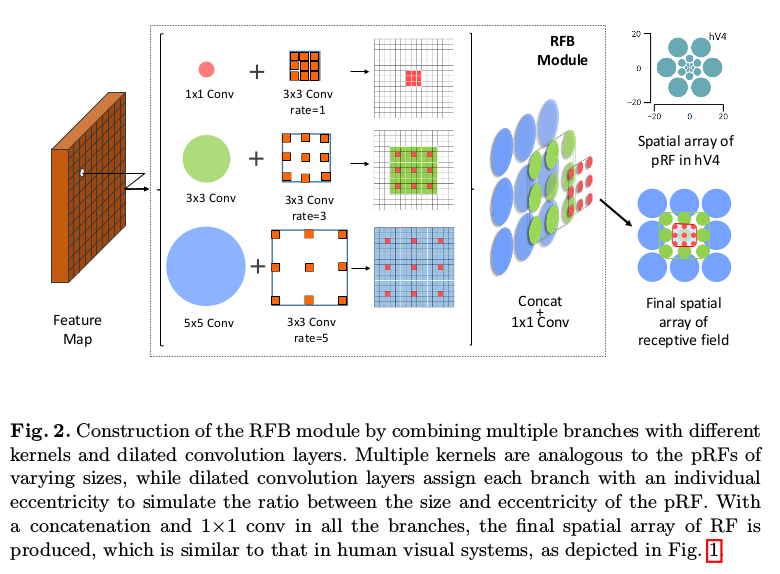 RFB
Module
1x1 Conv
+
3x3 Conv
rate=1
3x3 Conv
+
3x3 Conv
rate=3
5x5 Conv
+
3x3 Conv
rate=5
Feature
Map
Concat
+
1x1 Conv
20
0
−20
−20
0
20
hV4
Spatial array of
pRF in hV4
Final spatial
array of
receptive field
Fig. 2. Construction of the RFB module by combining multiple branches with different
kernels and dilated convolution layers. Multiple kernels are analogous to the pRFs of
varying sizes, while dilated convolution layers assign each branch with an individual
eccentricity to simulate the ratio between the size and eccentricity of the pRF. With
a concatenation and 1×1 conv in all the branches, the final spatial array of RF is
produced, which is similar to that in human visual systems, as depicted in Fig. 1.